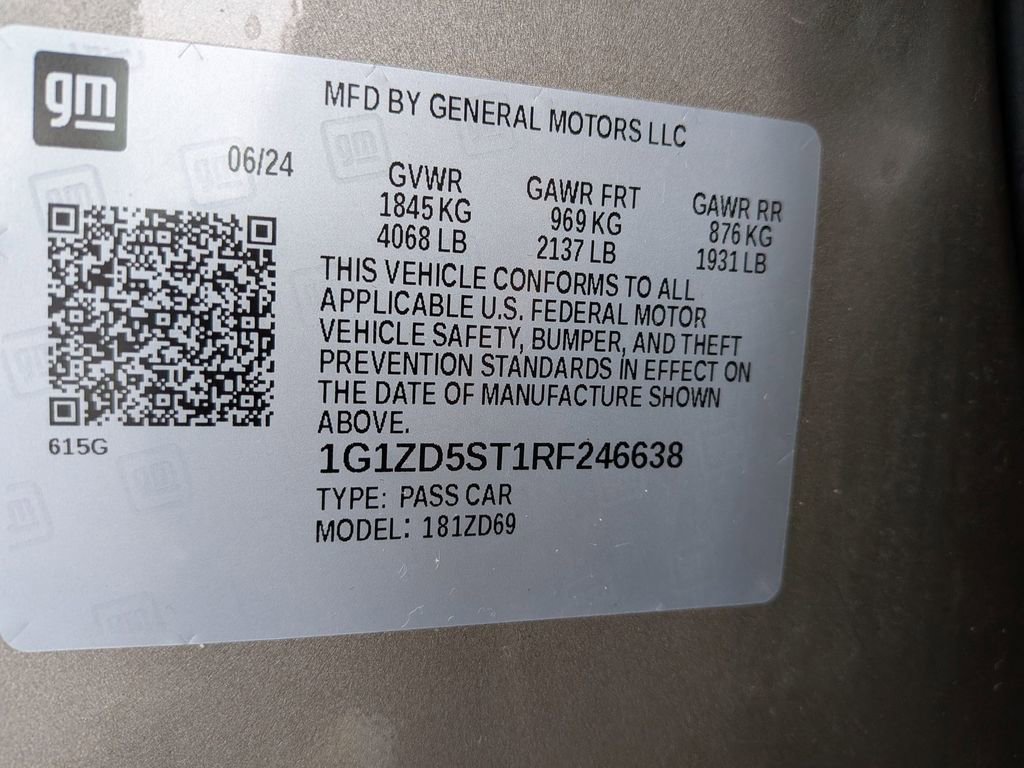 gm
MFD BY GENERAL MOTORS LLC
06/24
GVWR
1845 KG
4068 LB
GAWR FRT
969 KG
2137 LB
GAWR RR
876 KG
1931 LB
THIS VEHICLE CONFORMS TO ALL
APPLICABLE U.S. FEDERAL MOTOR
VEHICLE SAFETY, BUMPER, AND THEFT
PREVENTION STANDARDS IN EFFECT ON
THE DATE OF MANUFACTURE SHOWN
ABOVE.
615G
1G1ZD5ST1RF246638
TYPE: PASS CAR
MODEL: 181ZD69